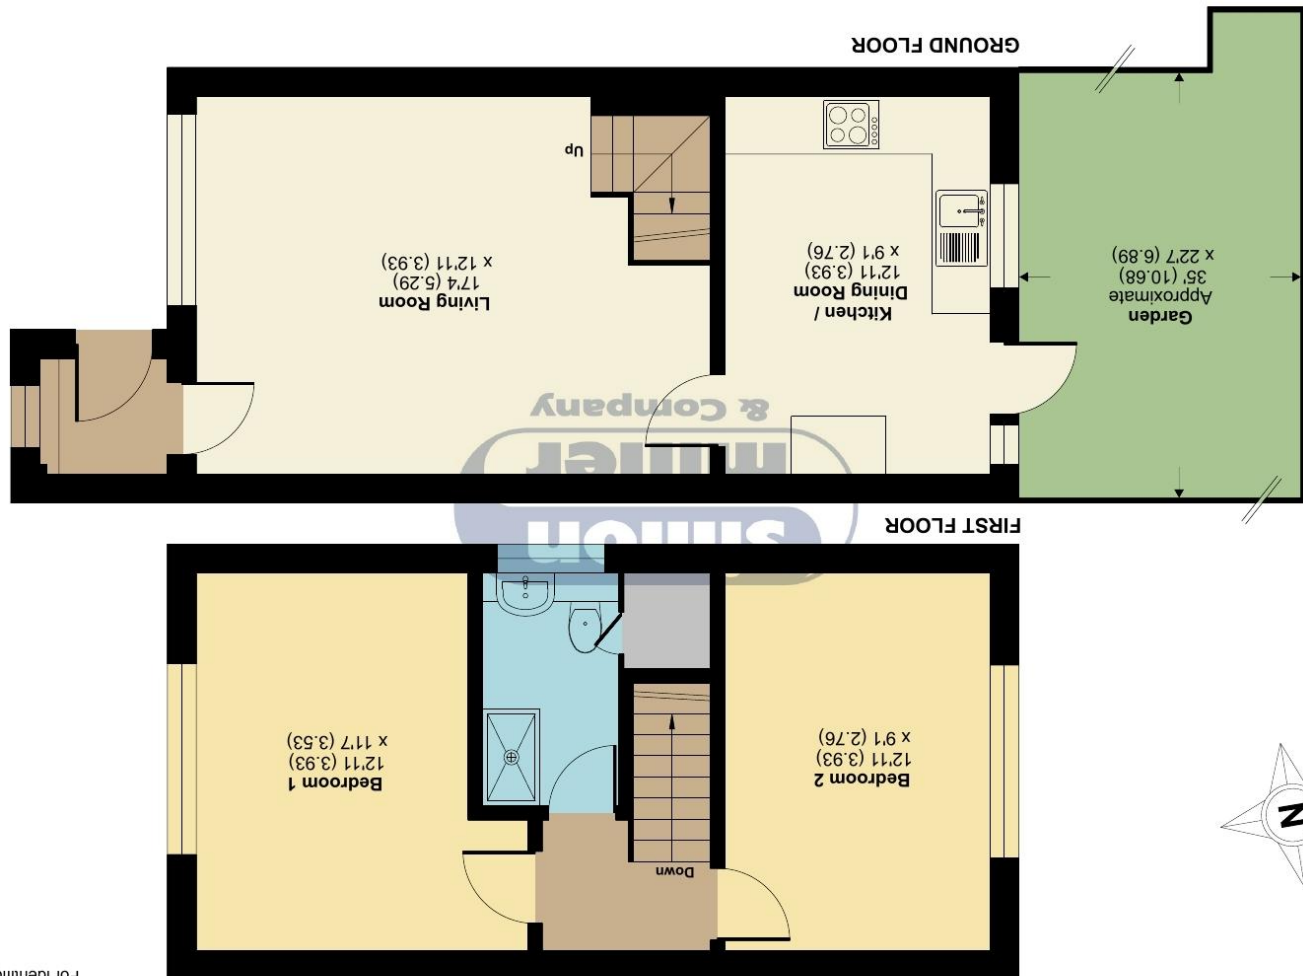 For
Down
N
Bedroom 2
12'11 (3.93)
x 9'1 (2.76)
Bedroom 1
12'11 (3.93)
x 11'7 (3.53)
FIRST FLOOR
simon
miller
& Company
Garden
Approximate
35' (10.68)
x 22'7 (6.89)
Kitchen /
Dining Room
12'11 (3.93)
x 9'1 (2.76)
Living Room
17'4 (5.29)
x 12'11 (3.93)
Up
GROUND FLOOR